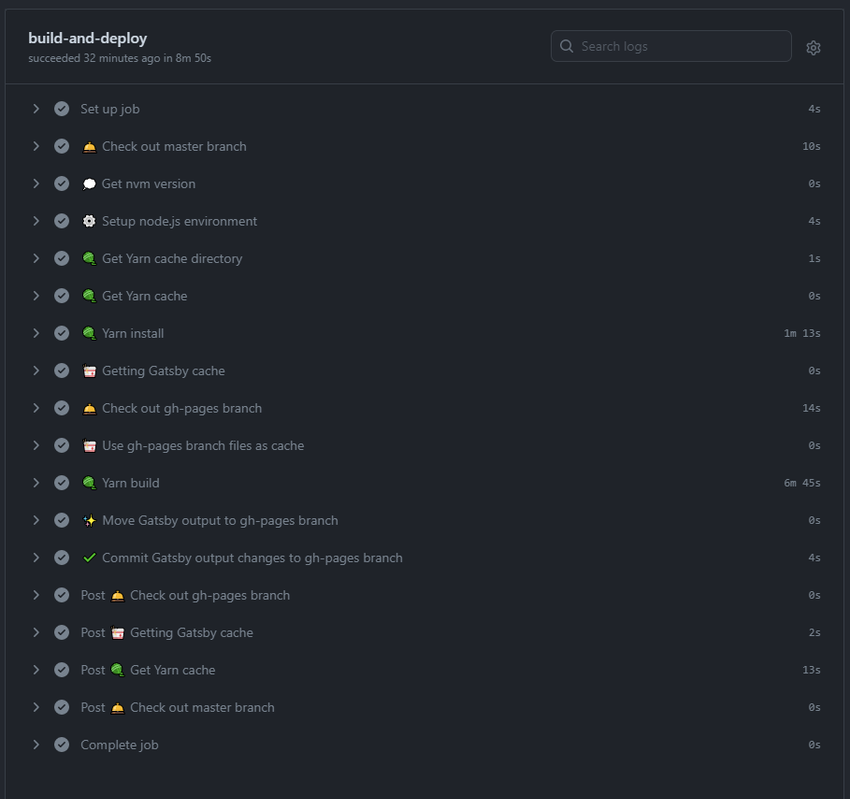 build-and-deploy
succeeded 32 minutes ago in 8m 50s
Search logs
Set up job 4s
Check out master branch 10s
Get nvm version 0s
Setup node.js environment 4s
Get Yarn cache directory 1s
Get Yarn cache 0s
Yarn install 1m 13s
Getting Gatsby cache 0s
Check out gh-pages branch 14s
Use gh-pages branch files as cache 0s
Yarn build 6m 45s
Move Gatsby output to gh-pages branch 0s
Commit Gatsby output changes to gh-pages branch 4s
Post Check out gh-pages branch 0s
Post Getting Gatsby cache 2s
Post Get Yarn cache 13s
Post Check out master branch 0s
Complete job 0s